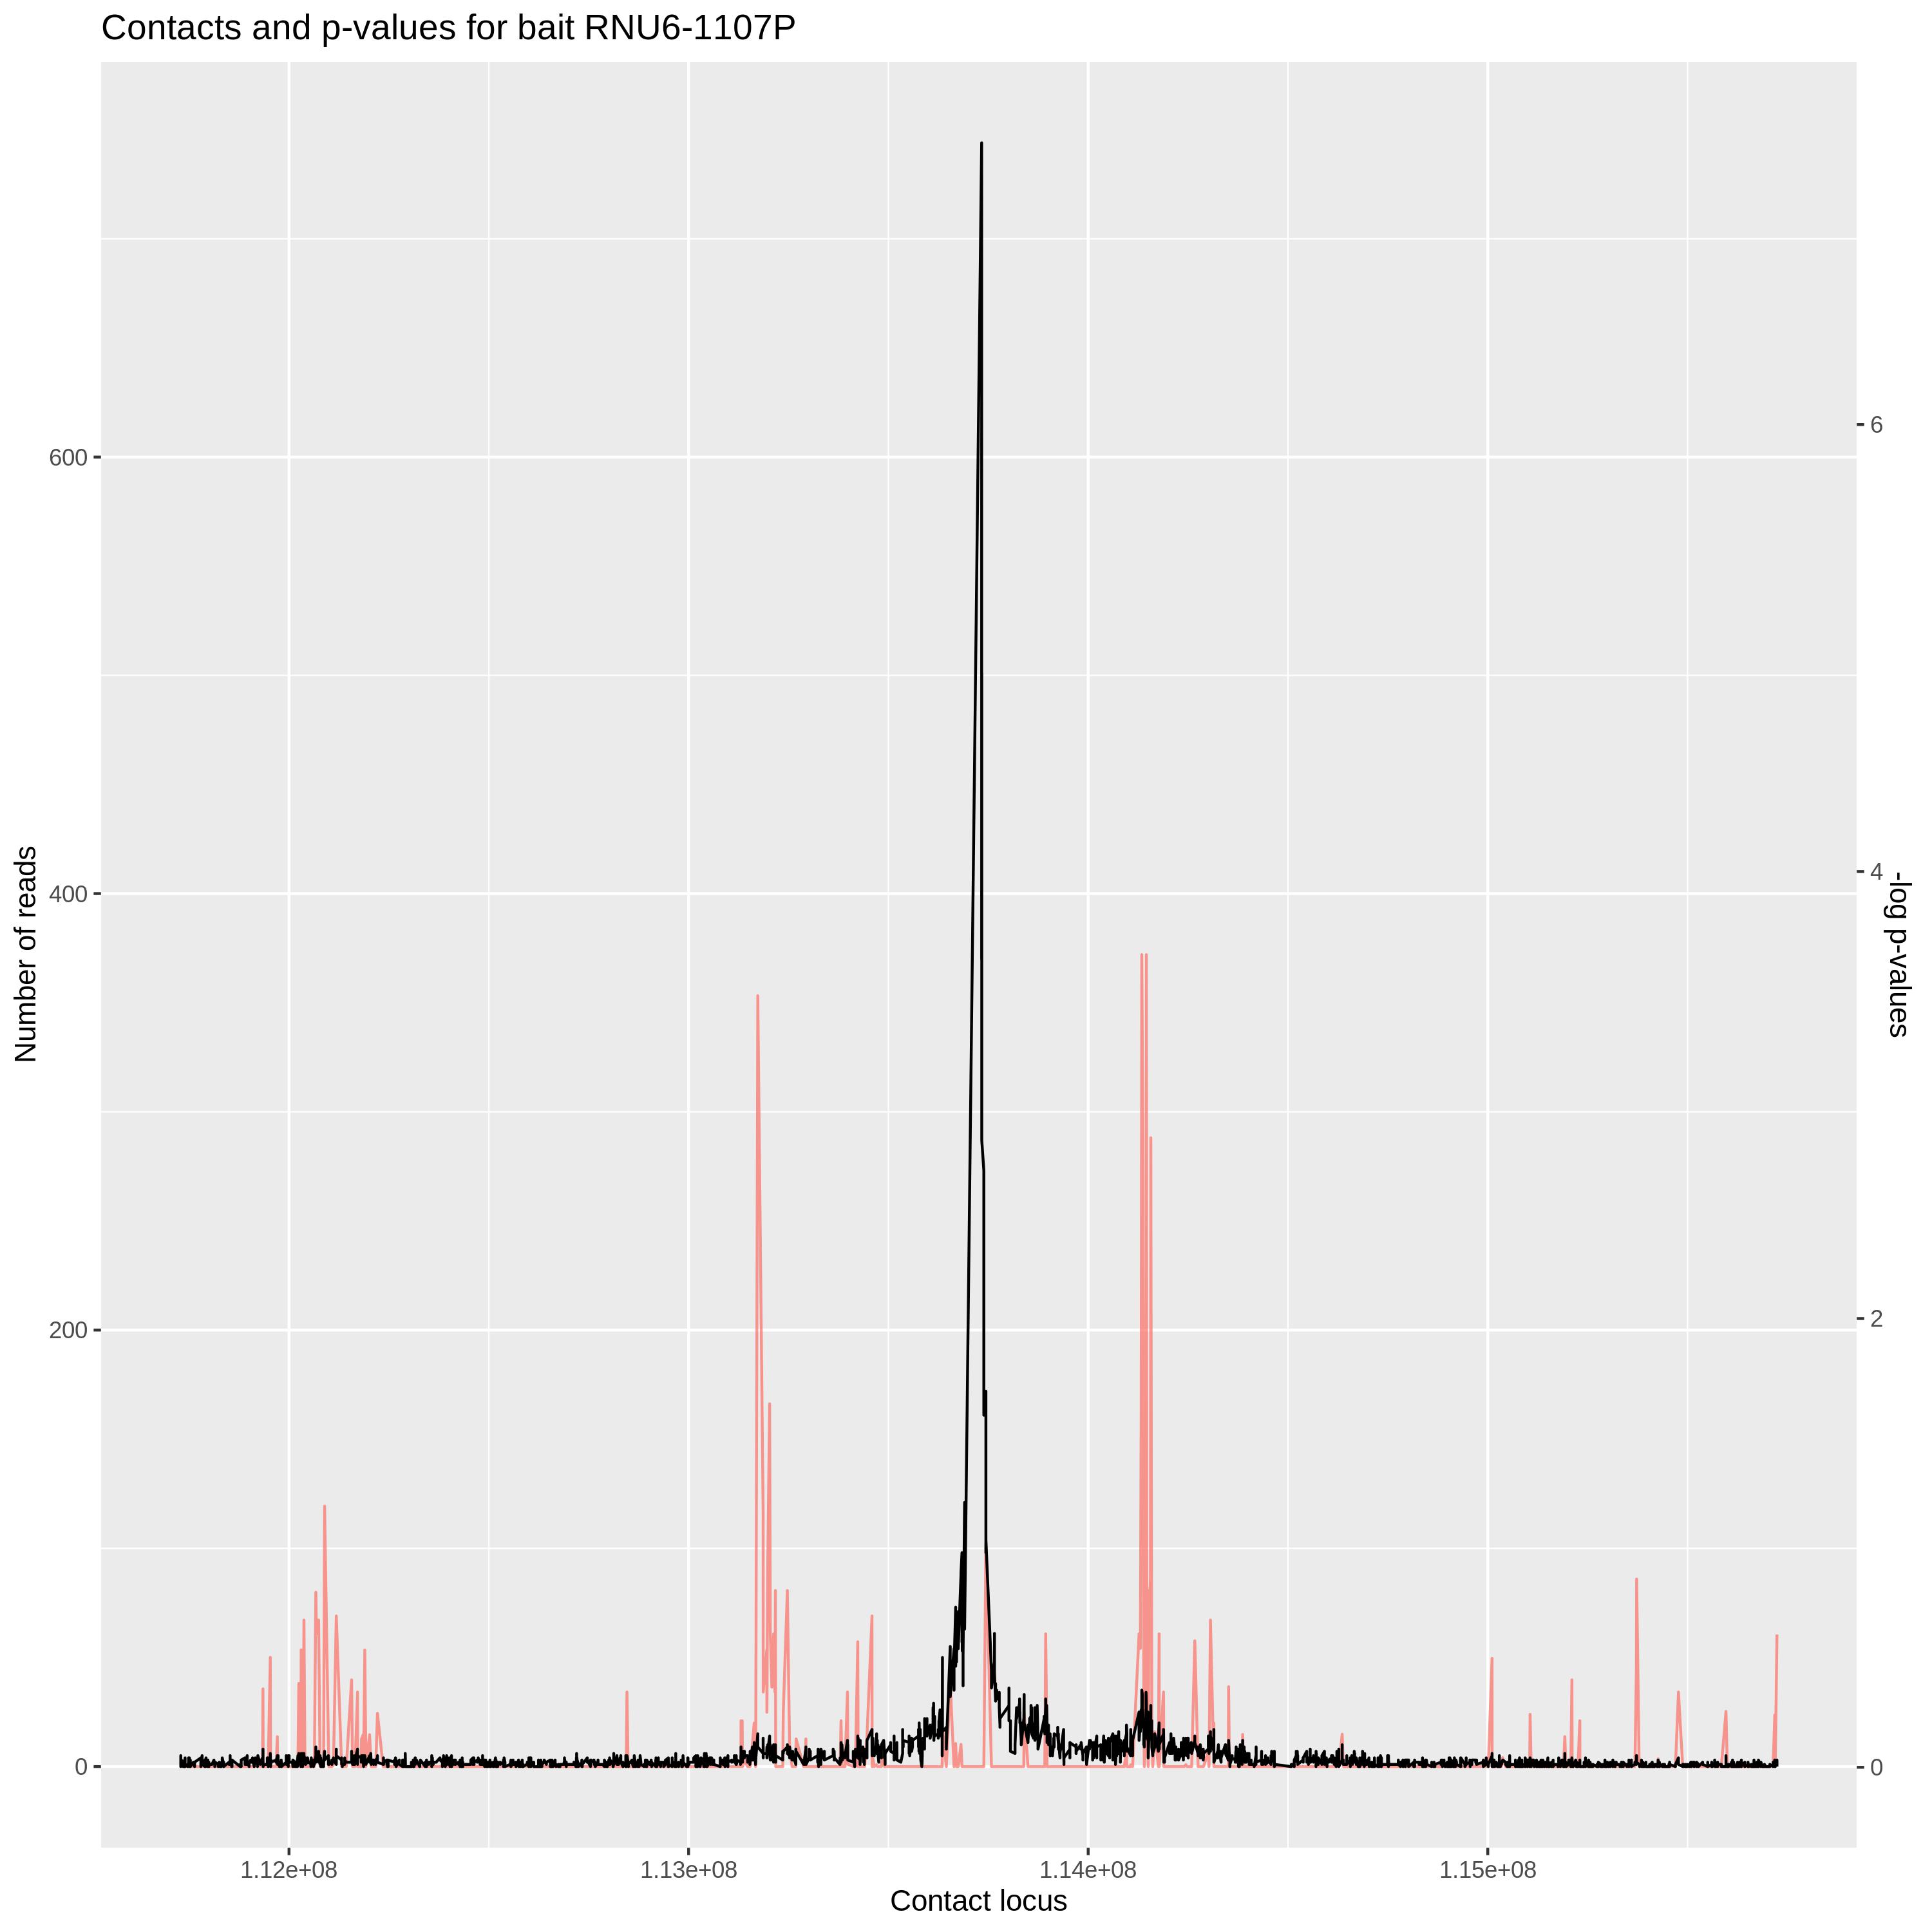 Contacts and p-values for bait RNU6-1107P
Number of reads
600
400
200
0
6
4
2
0
-log p-values
1.12e+08
1.13e+08
1.14e+08
1.15e+08
Contact locus